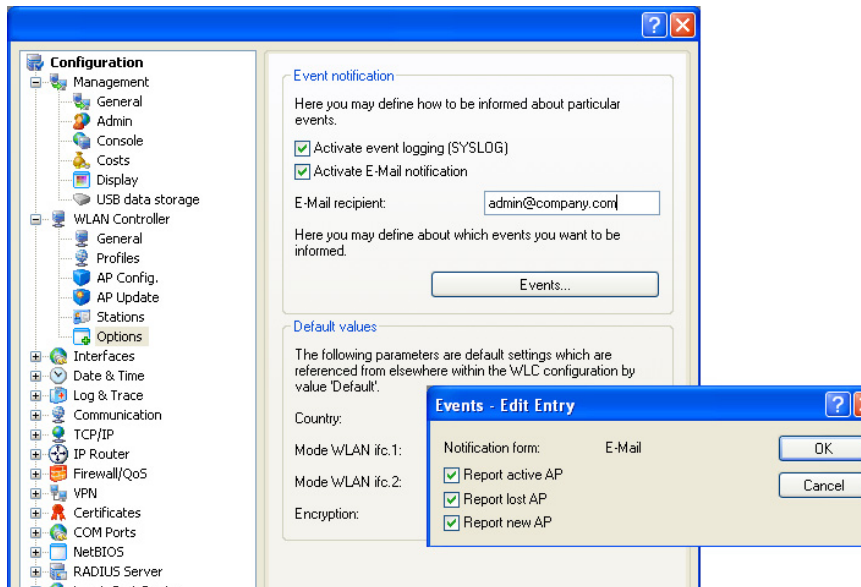 Configuration
Management
General
Admin
Console
Costs
Display
USB data storage
WLAN Controller
General
Profiles
AP Config.
AP Update
Stations
Options
Interfaces
Date & Time
Log & Trace
Communication
TCP/IP
IP Router
Firewall/QoS
VPN
Certificates
COM Ports
NetBIOS
RADIUS Server
Event notification
Here you may define how to be informed about particular
events.
Activate event logging (SYSLOG)
Activate E-Mail notification
E-Mail recipient: admin@company.com
Here you may define about which events you want to be
informed.
Events...
Default values
The following parameters are default settings which are
referenced from elsewhere within the WLC configuration by
value 'Default'.
Country:
Mode WLAN ifc.1:
Mode WLAN ifc.2:
Encryption:
Events - Edit Entry
Notification form: E-Mail
Report active AP
Report lost AP
Report new AP
OK
Cancel